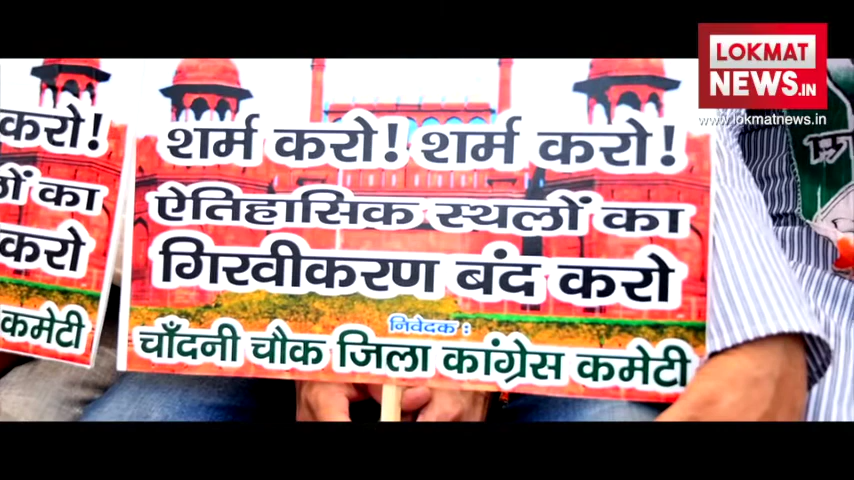 LOKMAT
NEWS.IN
www.lokmatnews.in
शर्म करो! शर्म करो!
ऐतिहासिक स्थलों का
गिरवीकरण बंद करो
निवेदक :
चाँदनी चौक जिला कांग्रेस कमेटी
करो!
का
करो
कमेटी